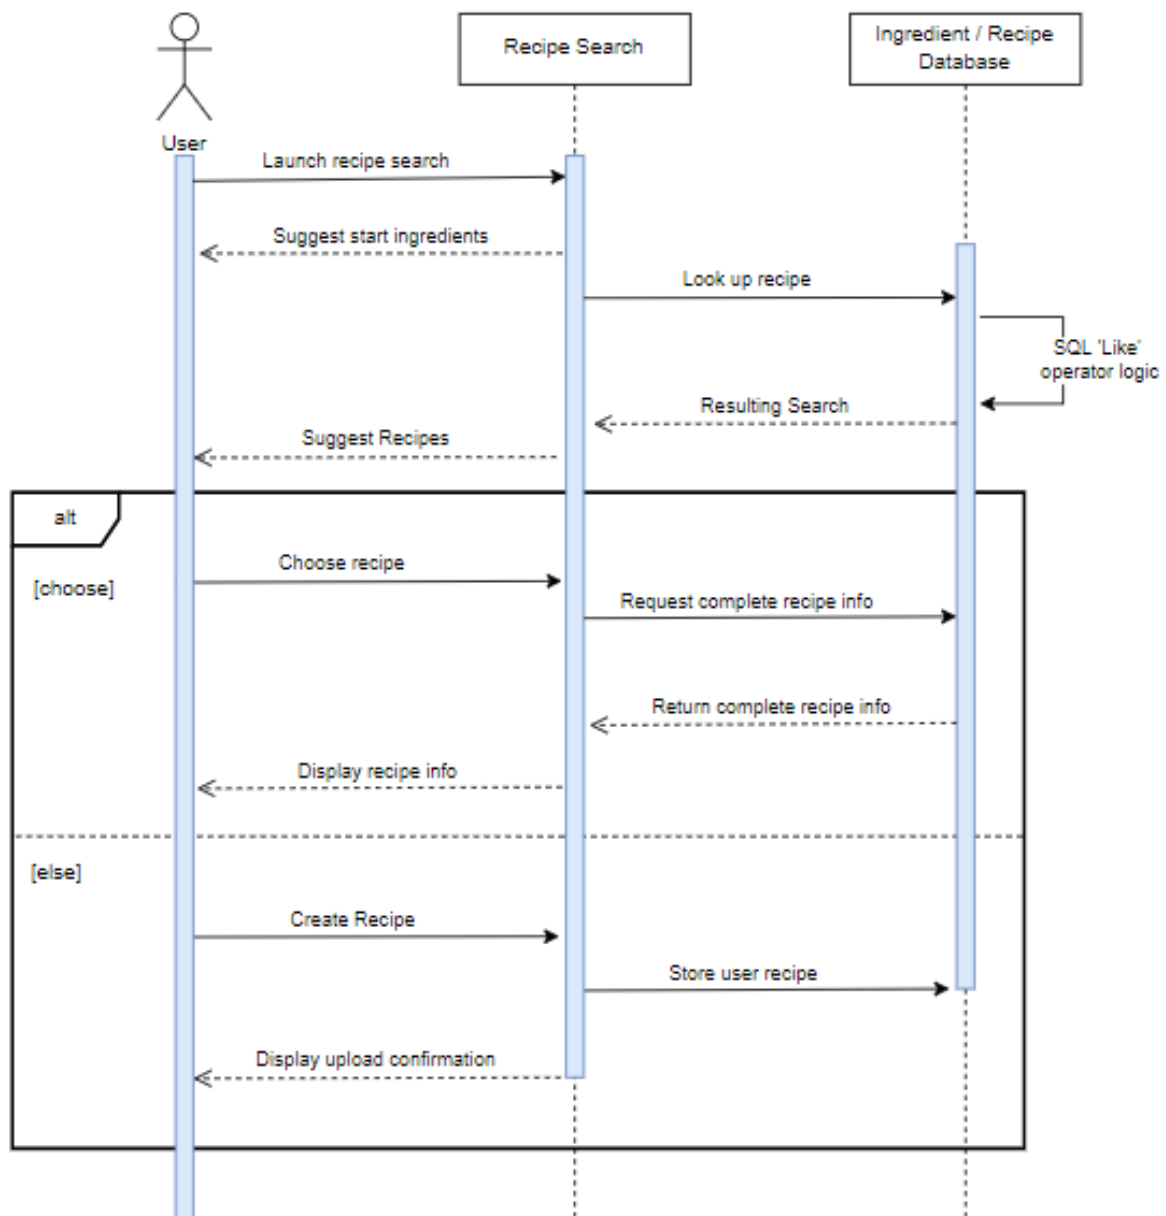 User
Recipe Search
Ingredient / Recipe
Database
Launch recipe search
Suggest start ingredients
Look up recipe
SQL 'Like'
operator logic
Resulting Search
Suggest Recipes
alt
[choose]
Choose recipe
Request complete recipe info
Return complete recipe info
Display recipe info
[else]
Create Recipe
Store user recipe
Display upload confirmation